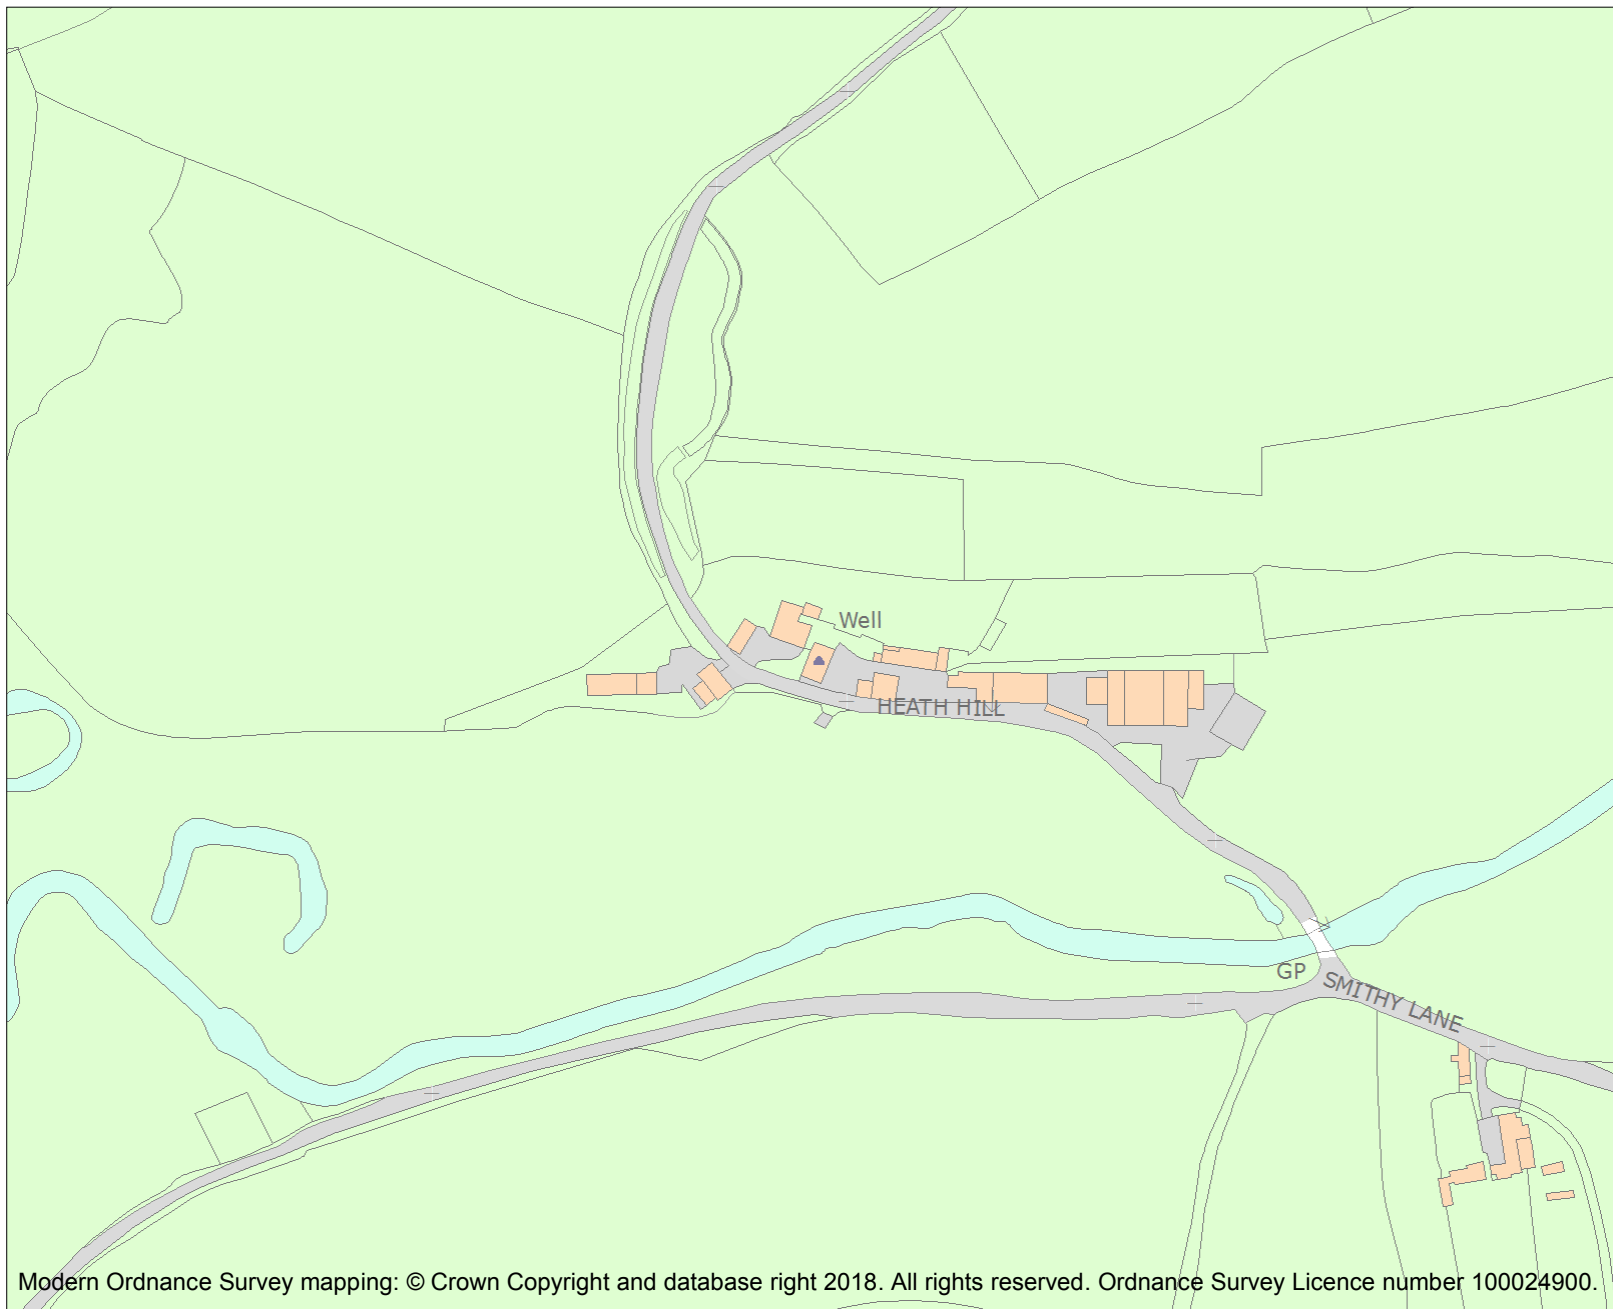 Well
HEATH HILL
GP
SMITHY LANE
Modern Ordnance Survey mapping: © Crown Copyright and database right 2018. All rights reserved. Ordnance Survey Licence number 100024900.